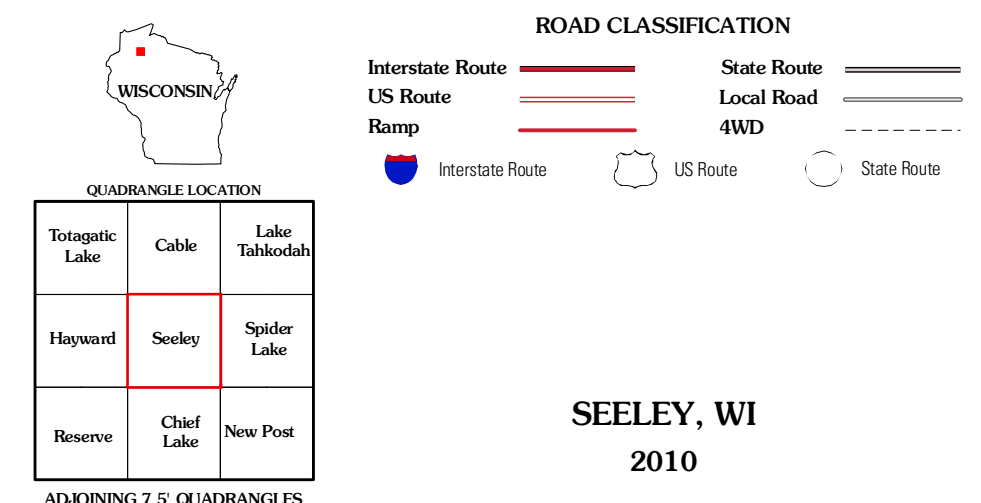 WISCONSIN
QUADRANGLE LOCATION
ROAD CLASSIFICATION
Interstate Route
State Route
US Route
Local Road
Ramp
4WD
Interstate Route
US Route
State Route
Totagatic
Lake
Cable
Lake
Tahkodah
Hayward
Seeley
Spider
Lake
Reserve
Chief
Lake
New Post
ADJOINING 7.5' QUADRANGLES
SEELEY, WI
2010